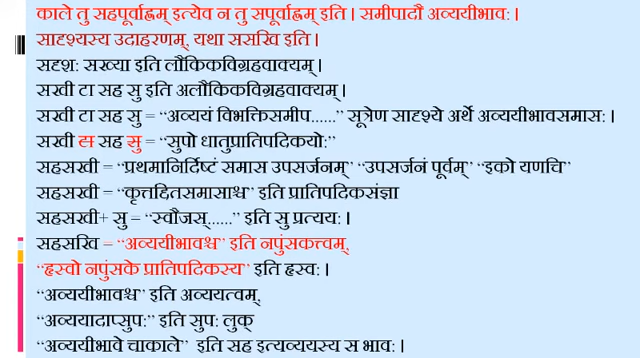 काले तु सहपूर्वाह्णम् इत्येव न तु सपूर्वाह्णम् इति । समीपादौ अव्ययीभाव: ।
सादृश्यस्य उदाहरणम्, यथा ससखि इति ।
सदृश: सख्या इति लौकिकविग्रहवाक्यम् ।
सखी टा सह सु इति अलौकिकविग्रहवाक्यम् ।
सखी टा सह सु = “अव्ययं विभक्तिसमीप......” सूत्रेण सादृश्ये अर्थे अव्ययीभावसमास: ।
सखी टा सह सु = “सुपो धातुप्रातिपदिकयो:”
सहसखी = “प्रथमानिर्दिष्टं समास उपसर्जनम्” “उपसर्जनं पूर्वम्” “इको यणचि”
सहसखी = “कृत्तद्धितसमासाश्च” इति प्रातिपदिकसंज्ञा
सहसखी+ सु = “स्वौजस्......” इति सु प्रत्यय: ।
सहसखि = “अव्ययीभावश्च” इति नपुंसकत्त्वम्,
“हृस्वो नपुंसके प्रातिपदिकस्य” इति हृस्व: ।
“अव्ययीभावश्च” इति अव्ययत्वम्,
“अव्ययादाप्सुप:” इति सुप: लुक्
“अव्ययीभावे चाकाले” इति सह इत्यव्ययस्य स भाव: ।